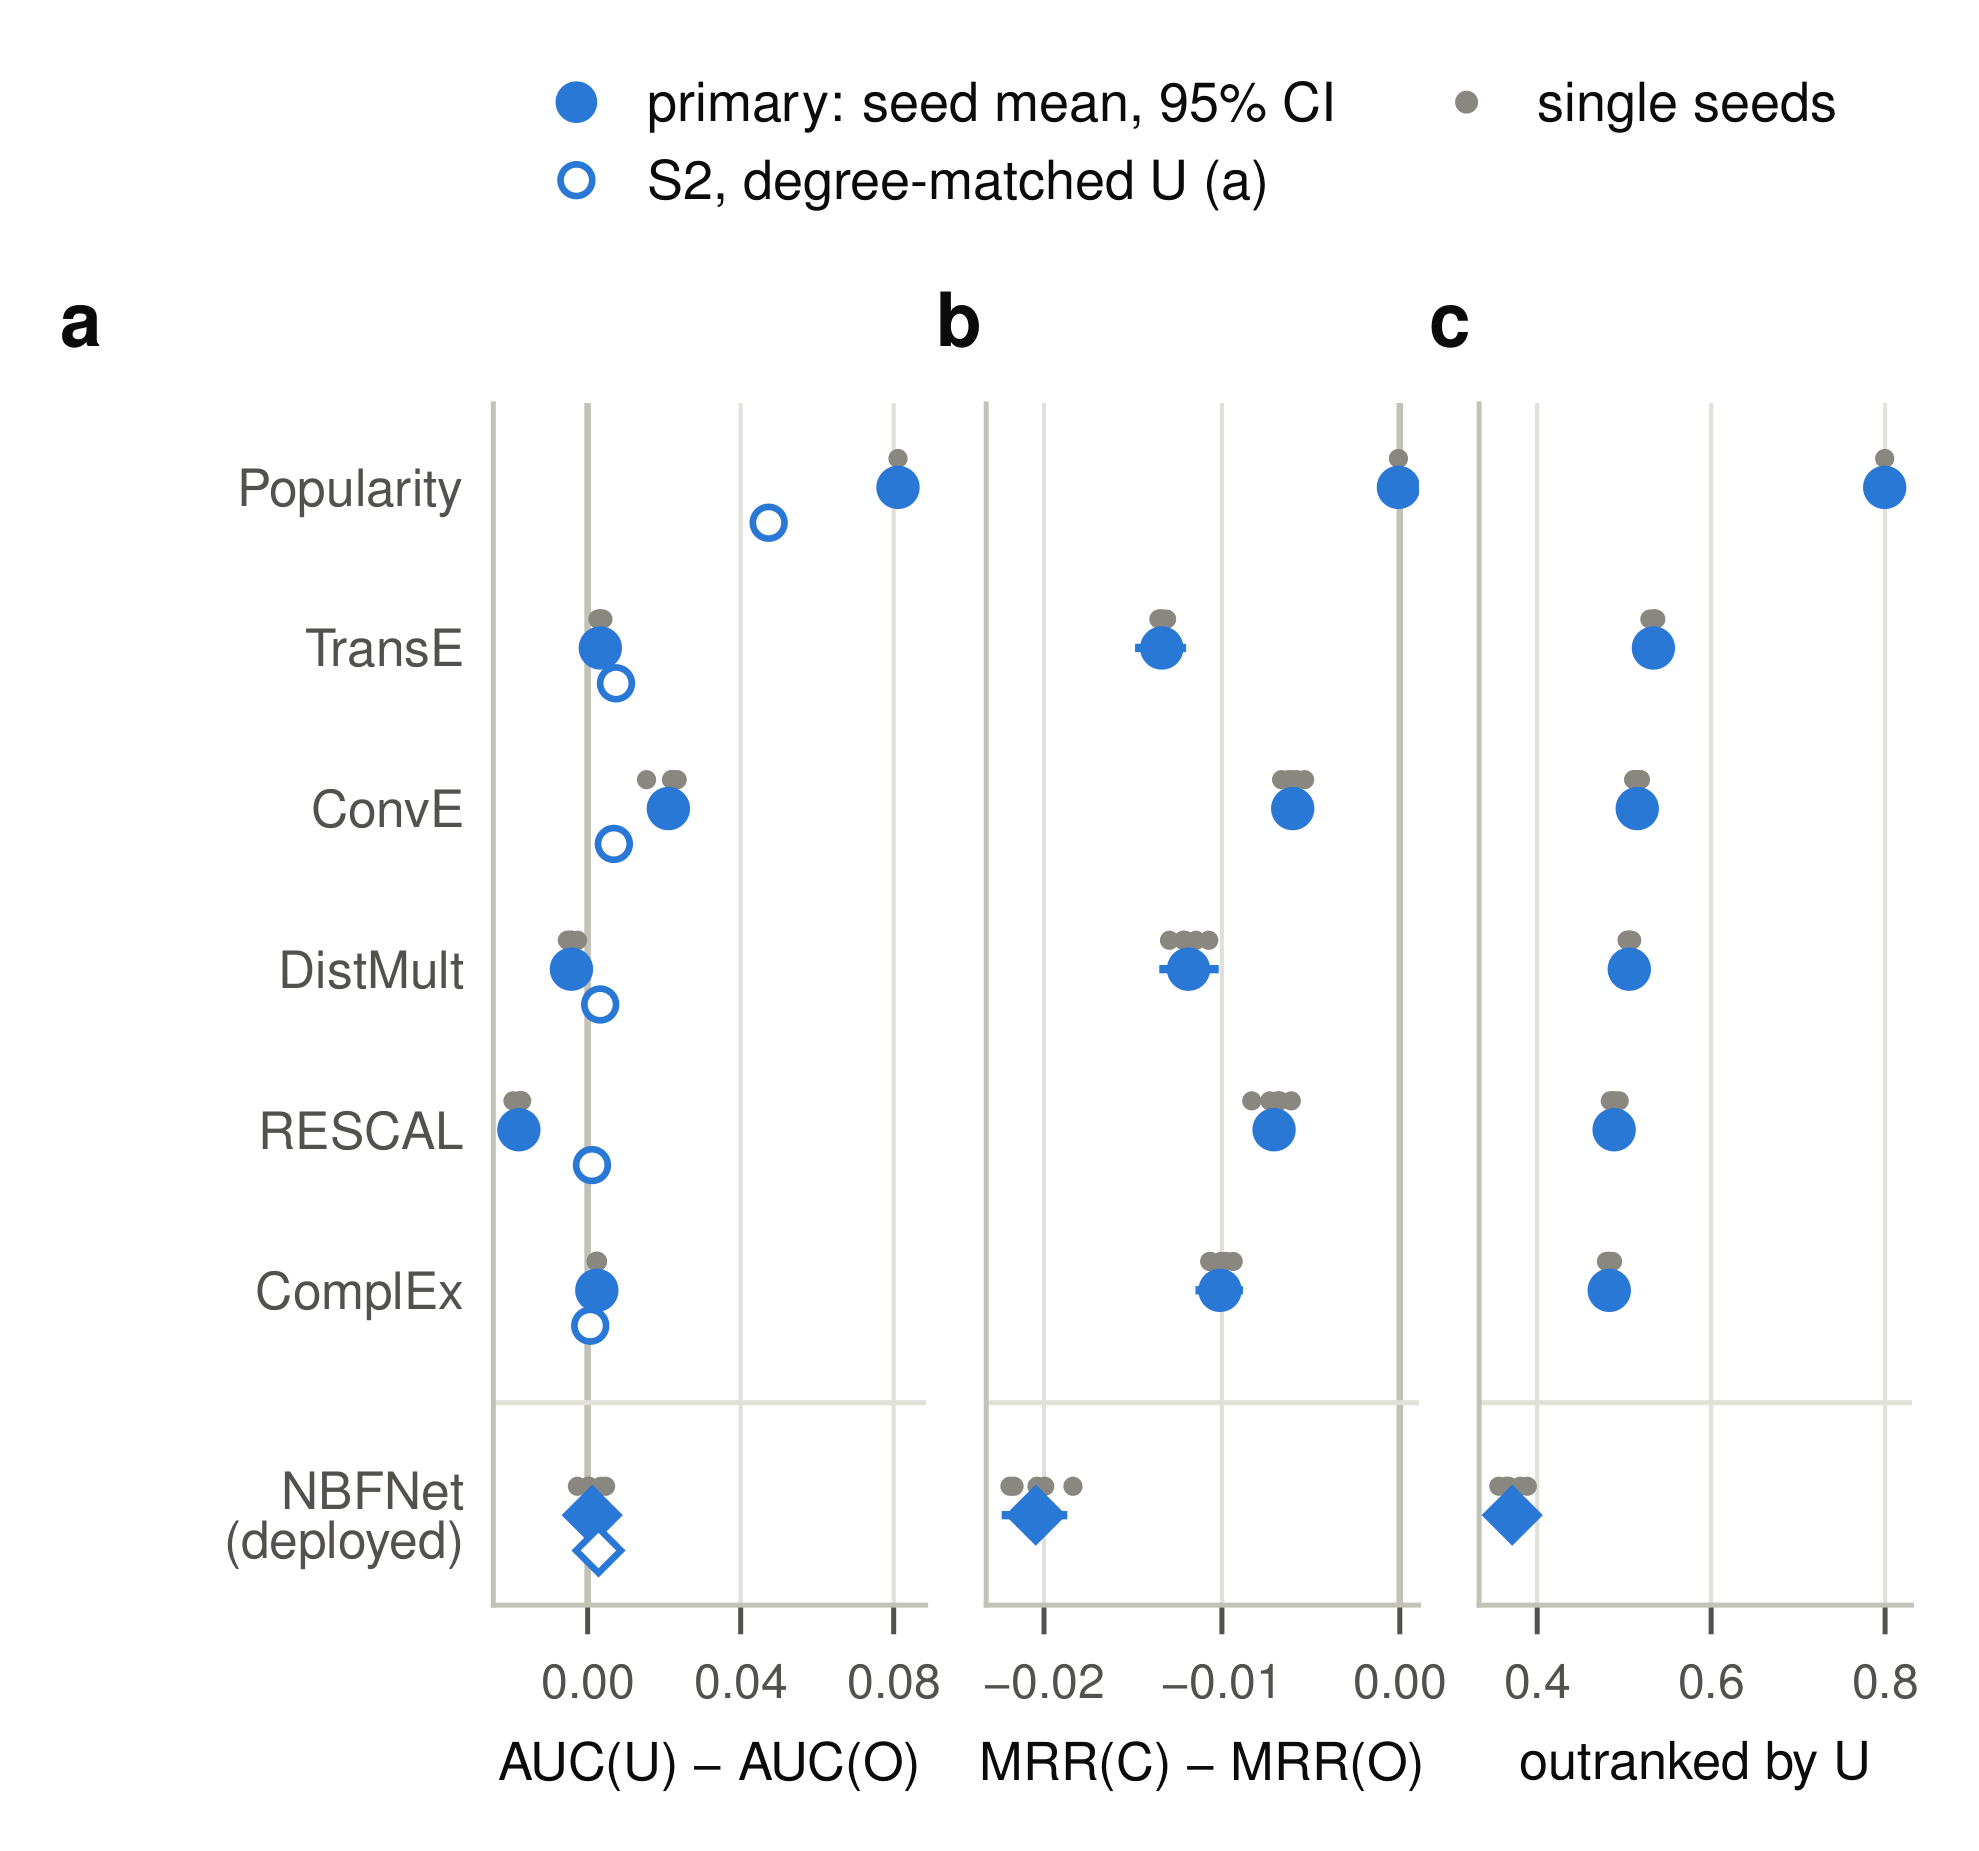 primary: seed mean, 95% CI
single seeds
S2, degree-matched U (a)
a
b
c
Popularity
TransE
ConvE
DistMult
RESCAL
ComplEx
NBFNet
(deployed)
0.00 0.04 0.08
−0.02 −0.01 0.00
0.4 0.6 0.8
AUC(U) − AUC(O)
MRR(C) − MRR(O)
outranked by U